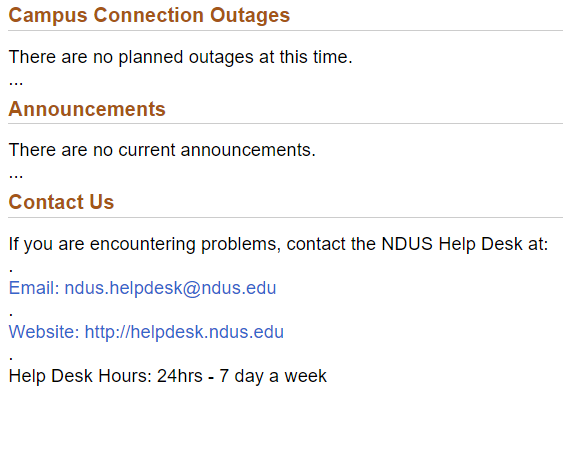 Campus Connection Outages
There are no planned outages at this time.
...
Announcements
There are no current announcements.
...
Contact Us
If you are encountering problems, contact the NDUS Help Desk at:
.
Email: ndus.helpdesk@ndus.edu
.
Website: http://helpdesk.ndus.edu
.
Help Desk Hours: 24hrs - 7 day a week